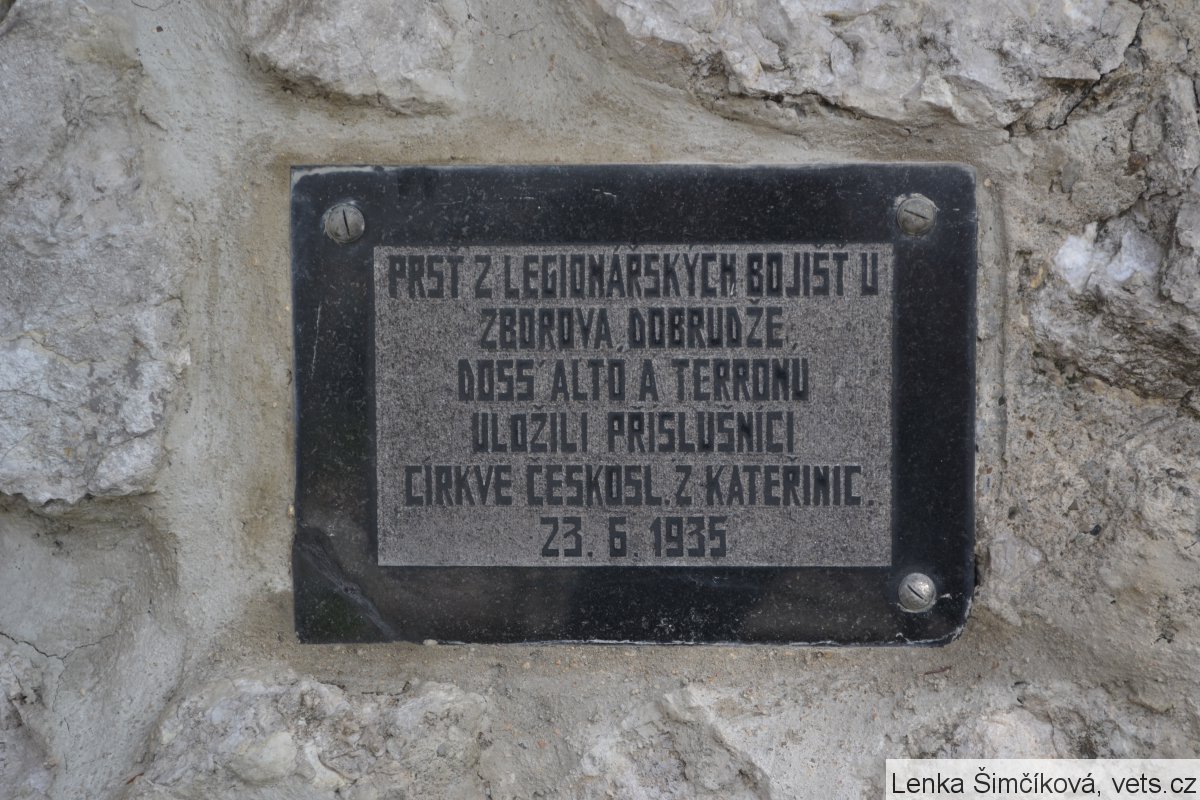 PRSŤ Z LEGIONÁŘSKÝCH BOJIŠŤ U
ZBOROVA, DOBRUDŽE,
DOSS ALTO, A TERRONU
ULOŽILI PŘÍSLUŠNÍCI
CÍRKVE ČESKOSL. Z KATEŘINIC.
23. 6. 1935
Lenka Šimčíková, vets.cz